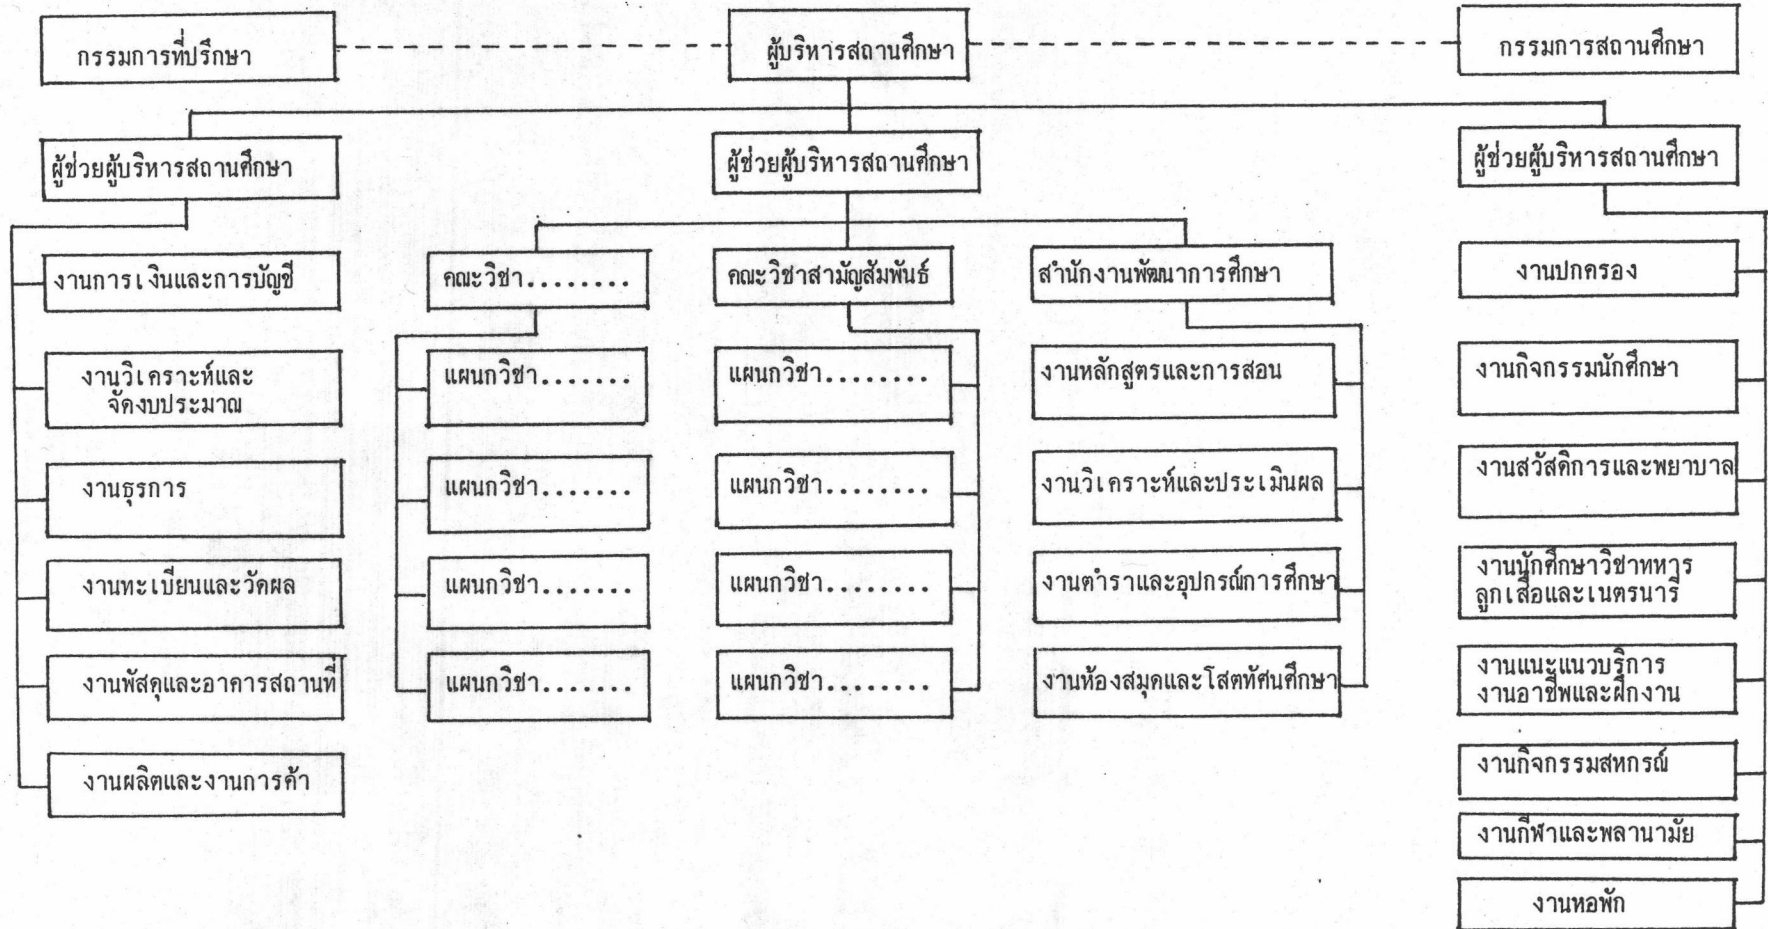 กรรมการที่ปรึกษา
ผู้บริหารสถานศึกษา
กรรมการสถานศึกษา
ผู้ช่วยผู้บริหารสถานศึกษา
ผู้ช่วยผู้บริหารสถานศึกษา
ผู้ช่วยผู้บริหารสถานศึกษา
งานการเงินและการบัญชี
งานวิเคราะห์และ
จัดงบประมาณ
งานธุรการ
งานทะเบียนและวัดผล
งานพัสดุและอาคารสถานที่
งานผลิตและงานการค้า
คณะวิชา........
แผนกวิชา.......
แผนกวิชา.......
แผนกวิชา.......
แผนกวิชา.......
คณะวิชาสามัญสัมพันธ์
แผนกวิชา........
แผนกวิชา........
แผนกวิชา........
แผนกวิชา........
สำนักงานพัฒนาการศึกษา
งานหลักสูตรและการสอน
งานวิเคราะห์และประเมินผล
งานตำราและอุปกรณ์การศึกษา
งานห้องสมุดและโสตทัศนศึกษา
งานปกครอง
งานกิจกรรมนักศึกษา
งานสวัสดิการและพยาบาล
งานนักศึกษาวิชาทหาร
ลูกเสือและเนตรนารี
งานแนะแนวบริการ
งานอาชีพและฝึกงาน
งานกิจกรรมสหกรณ์
งานกีฬาและพลานามัย
งานหอพัก